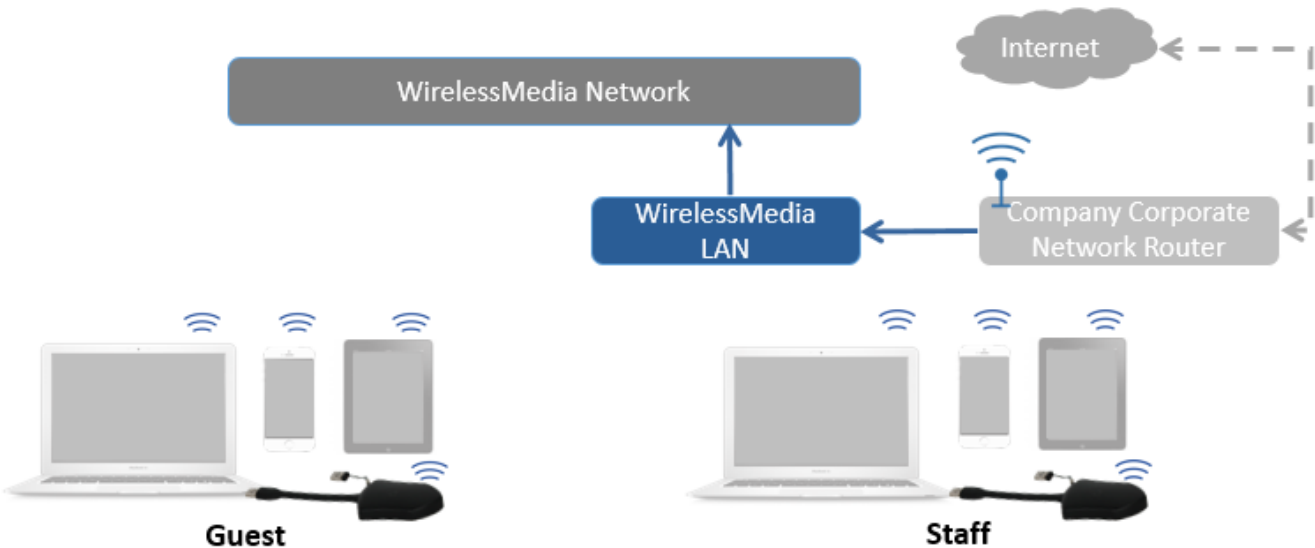 Internet
WirelessMedia Network
WirelessMedia
LAN
Company Corporate
Network Router
Guest
Staff